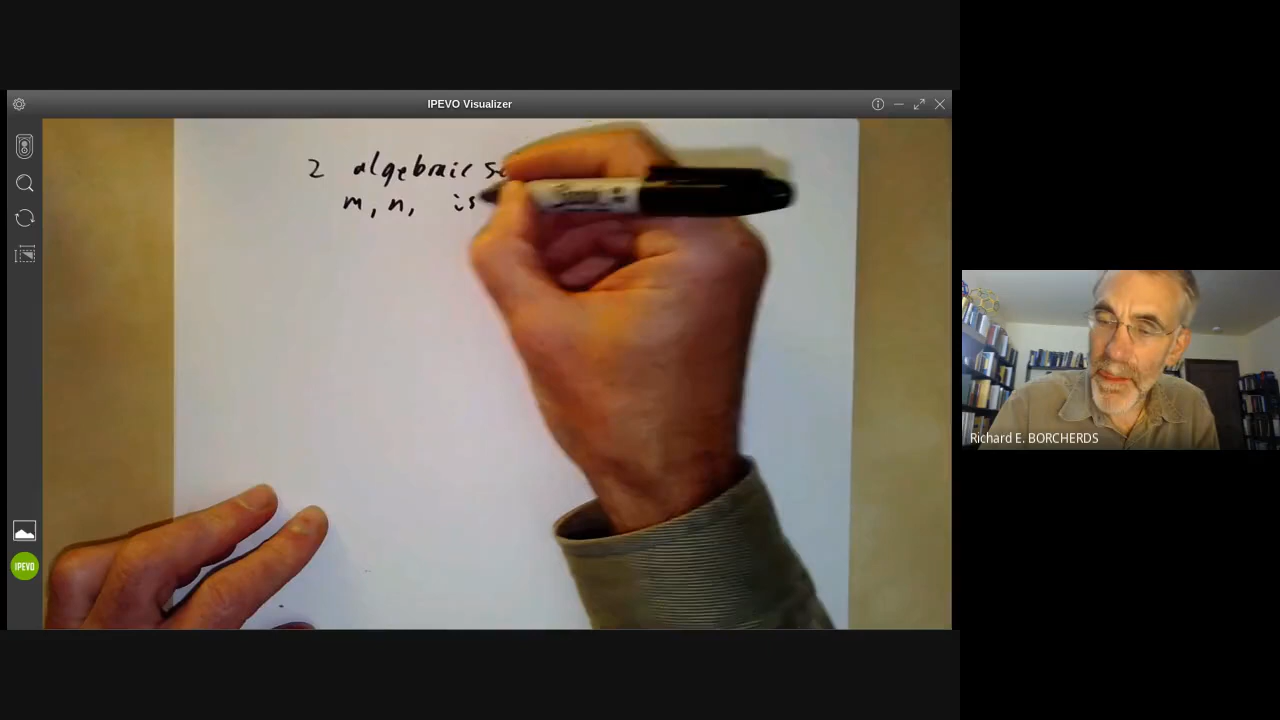 IPEVO Visualizer
2 algebraic
m, n, is
IPEVO
Richard E. BORCHERDS